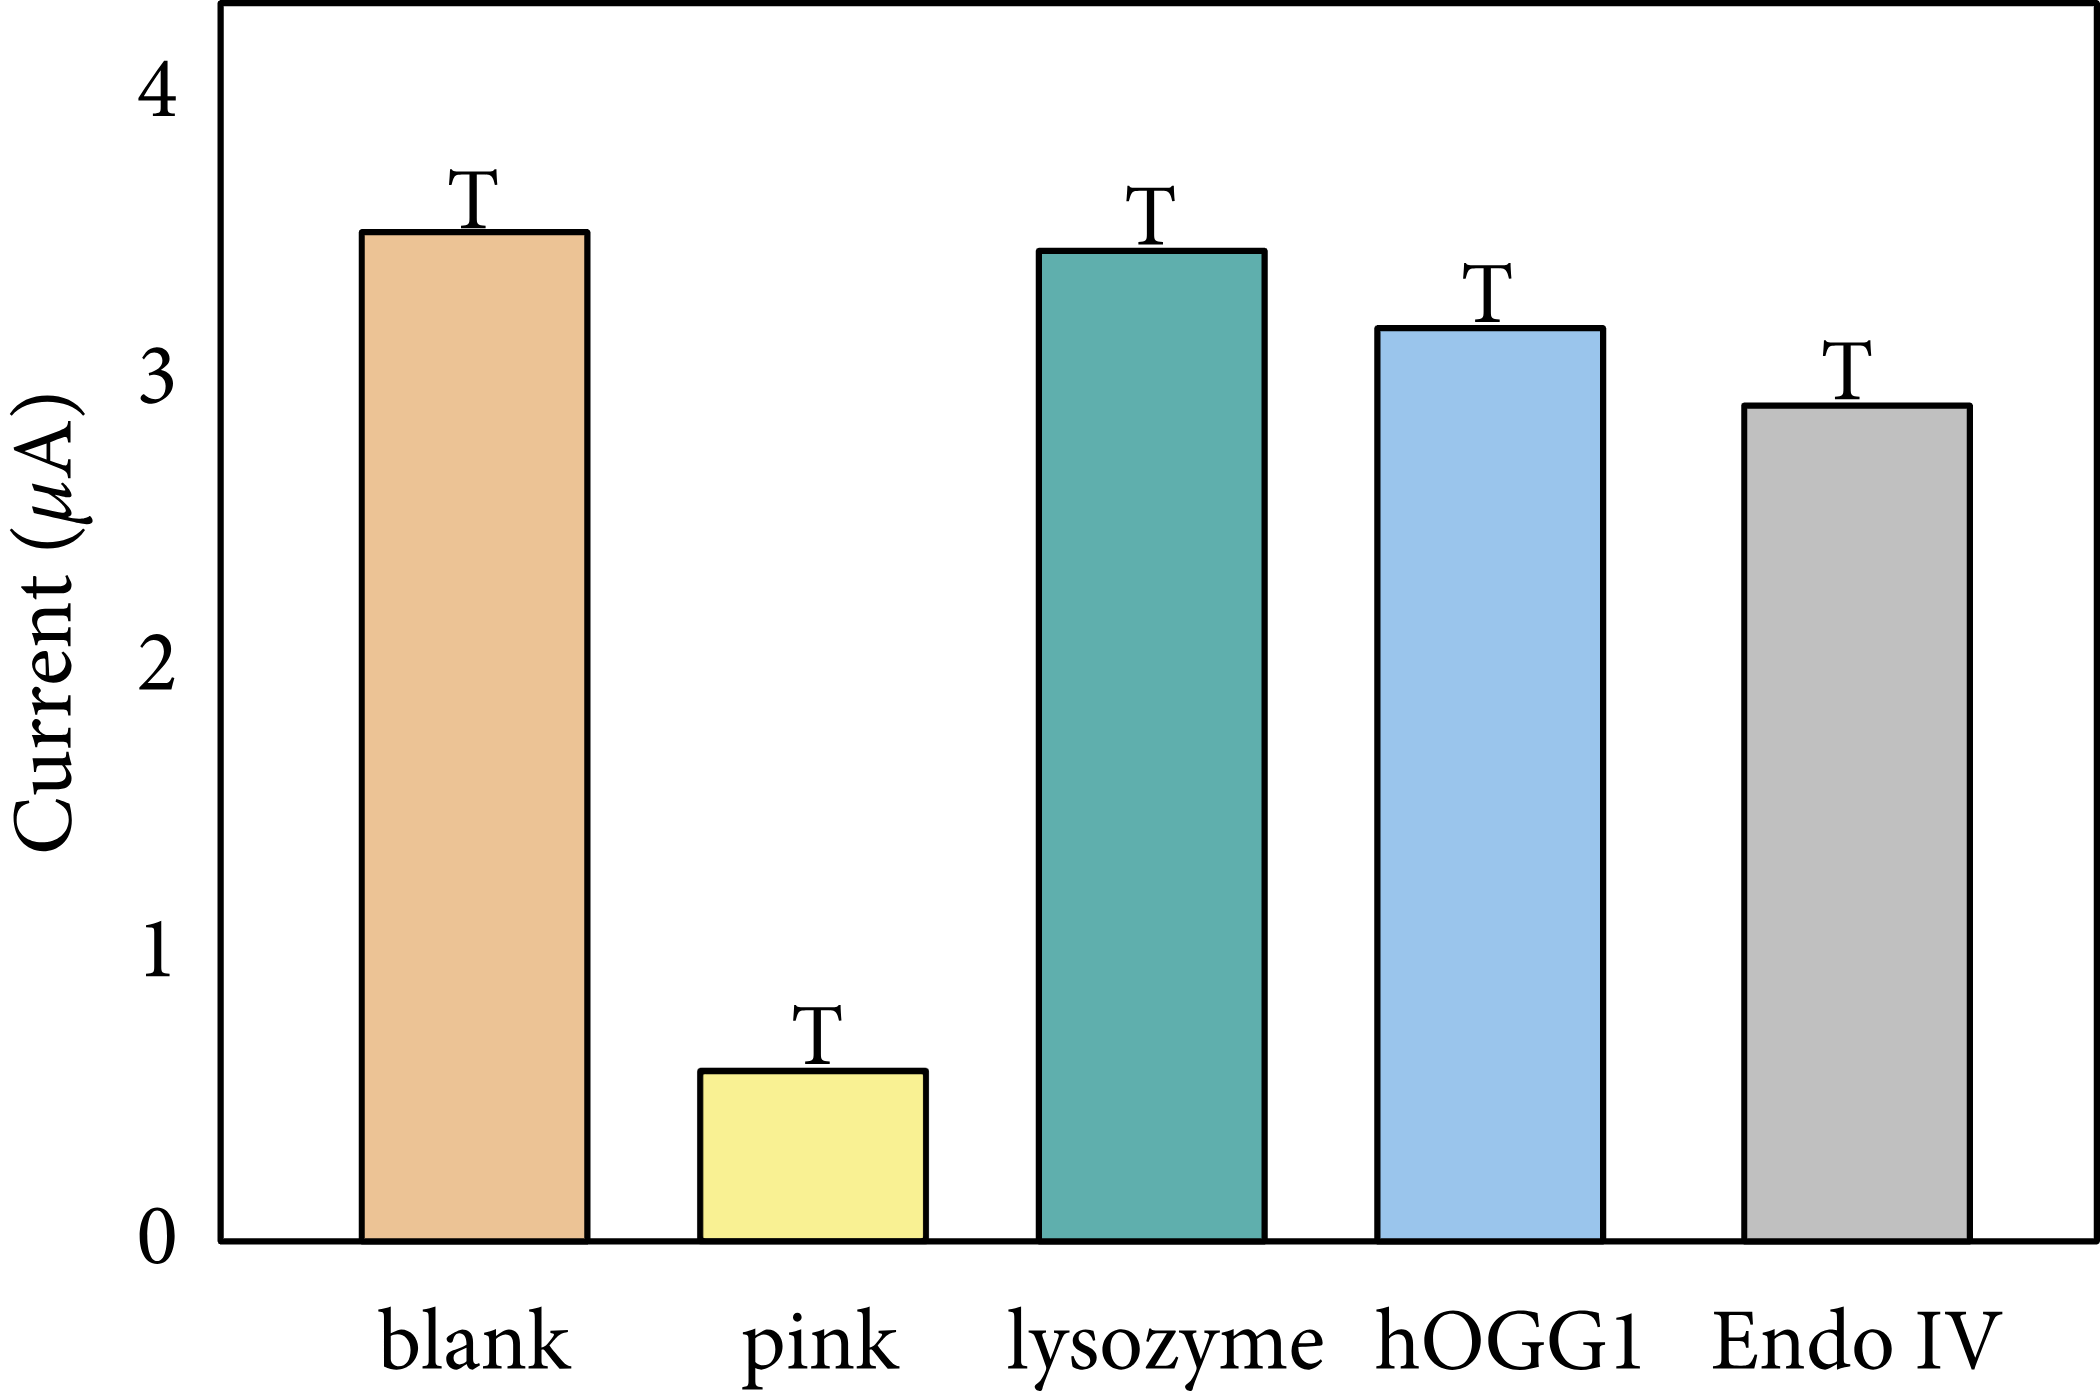 Current (μA)
4
3
2
1
0
T
T
T
T
T
blank pink lysozyme hOGG1 Endo IV